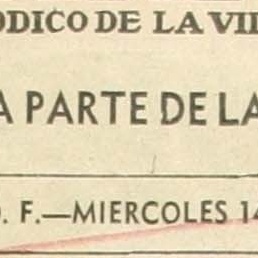 ODICO DE LA VI
A PARTE DE LA
D. F.—MIERCOLES 14